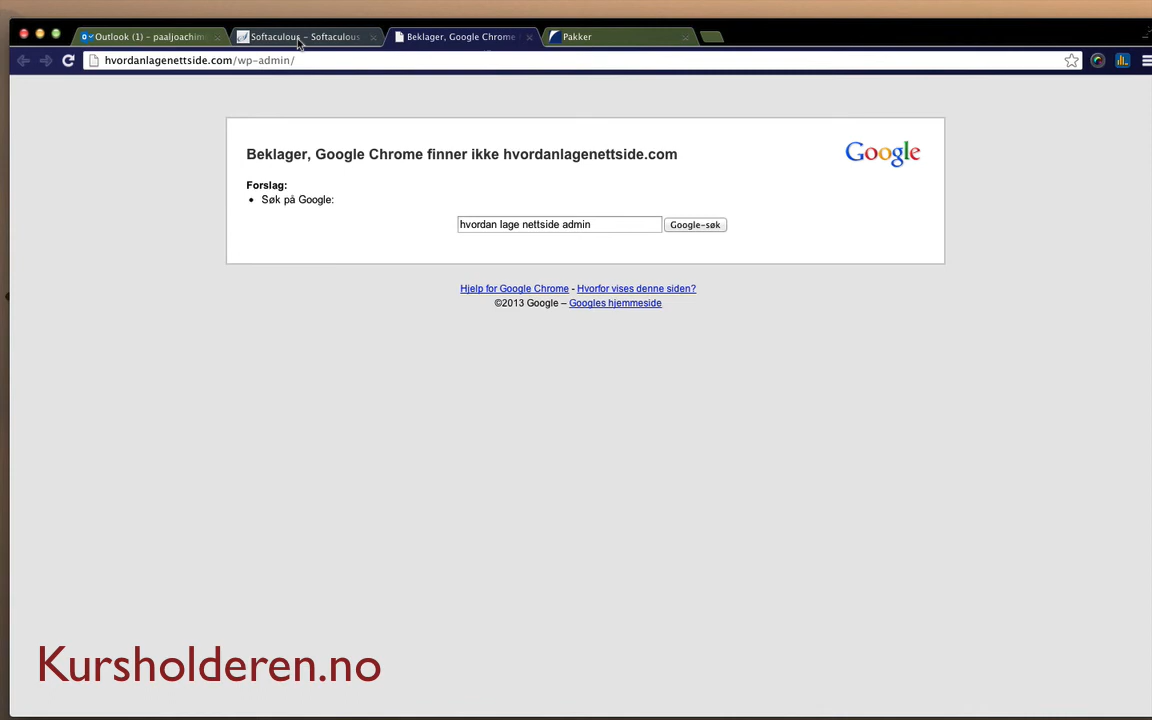 Outlook (1) – paaljoachim
Softaculous – Softaculous
Beklager, Google Chrome
Pakker
hvordanlagenettside.com/wp-admin/
Beklager, Google Chrome finner ikke hvordanlagenettside.com
Google
Forslag:
• Søk på Google:
hvordan lage nettside admin
Google-søk
Hjelp for Google Chrome - Hvorfor vises denne siden?
©2013 Google – Googles hjemmeside
Kursholderen.no